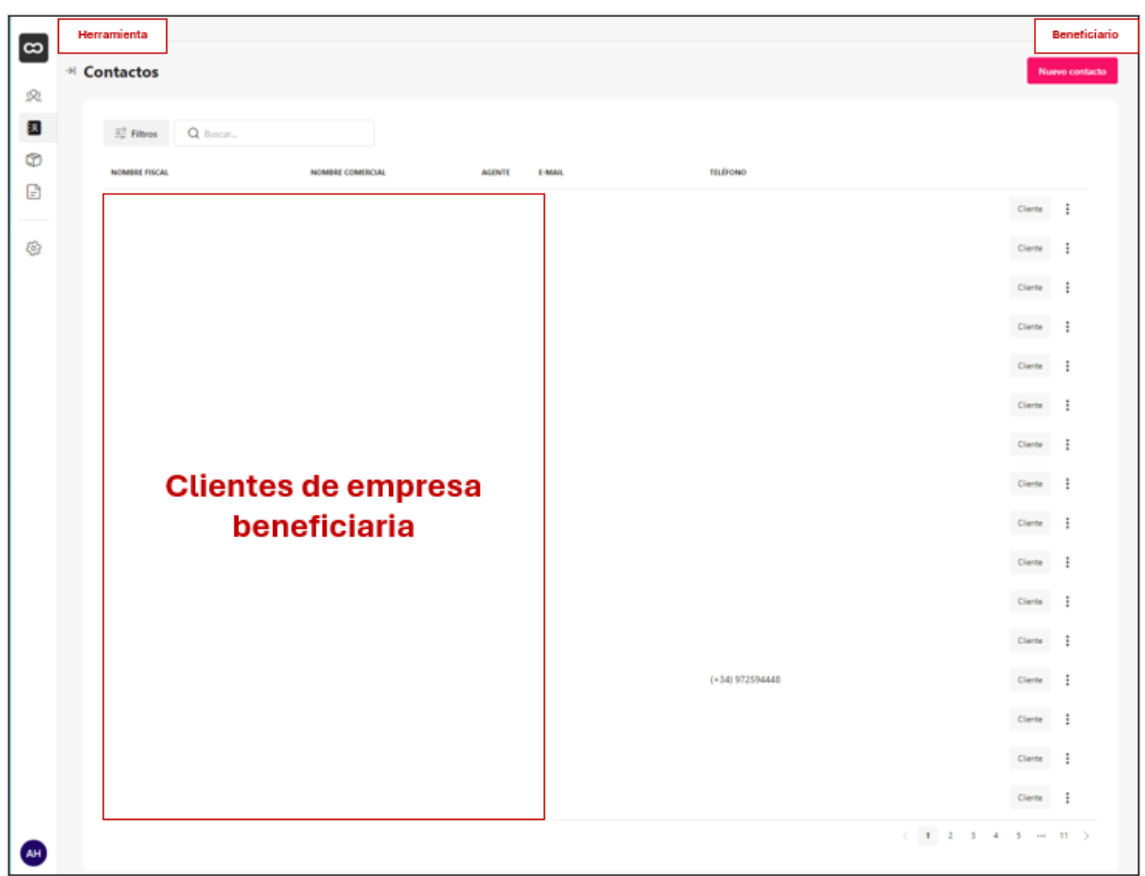 Herramienta
Beneficiario
Contactos
Nuevo contacto
Filtros
Buscar...
NOMBRE FISCAL NOMBRE COMERCIAL AGENTE E-MAIL TELÉFONO
Cliente
Cliente
Cliente
Cliente
Cliente
Cliente
Cliente
Clientes de empresa
beneficiaria
Cliente
Cliente
Cliente
Cliente
Cliente
(+34) 972594448 Cliente
Cliente
Cliente
Cliente
1 2 3 4 5 ... 11
AH